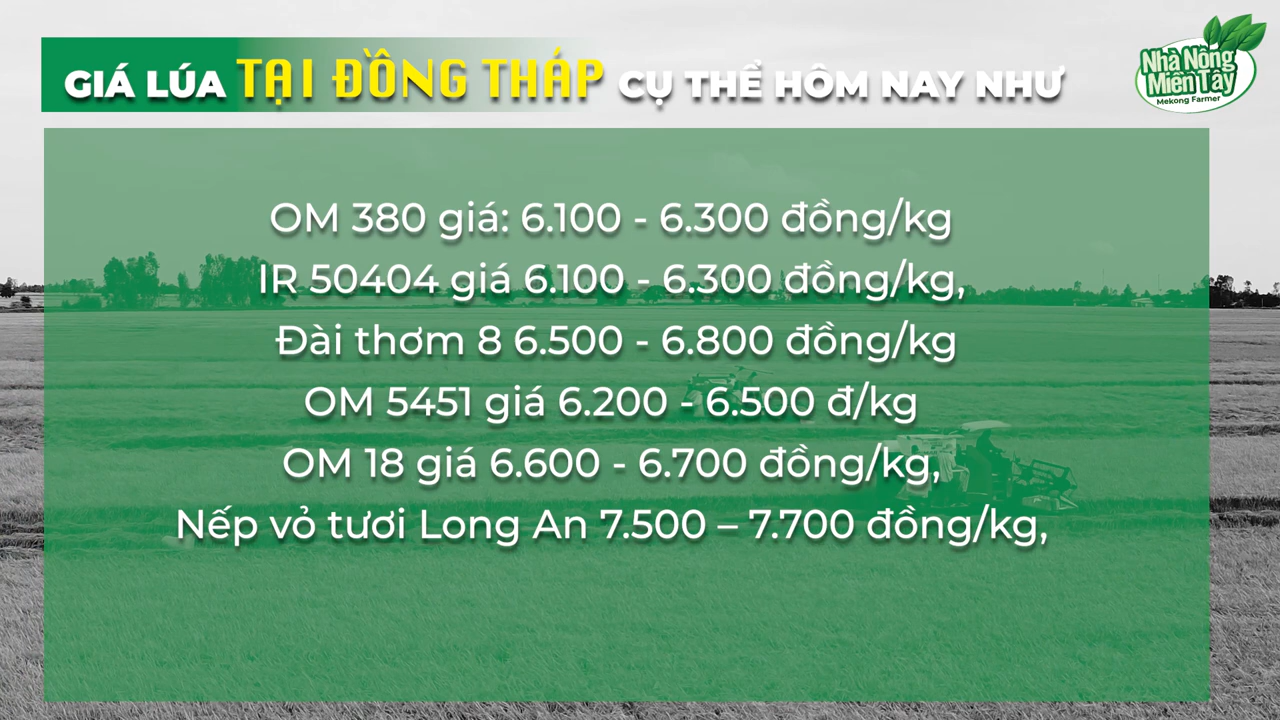 GIÁ LÚA TẠI ĐỒNG THÁP CỤ THỂ HÔM NAY NHƯ
Nhà Nông
Miền Tây
Mekong Farmer
OM 380 giá: 6.100 - 6.300 đồng/kg
IR 50404 giá 6.100 - 6.300 đồng/kg,
Đài thơm 8 6.500 - 6.800 đồng/kg
OM 5451 giá 6.200 - 6.500 đ/kg
OM 18 giá 6.600 - 6.700 đồng/kg,
Nếp vỏ tươi Long An 7.500 – 7.700 đồng/kg,